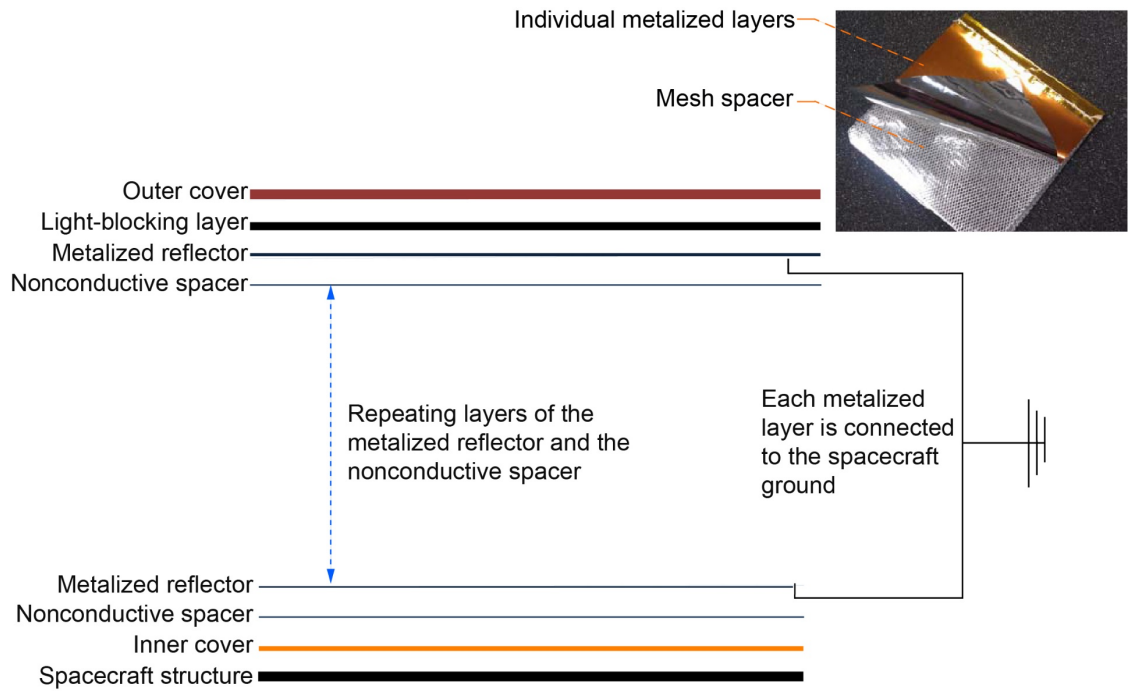 Individual metalized layers
Mesh spacer
Outer cover
Light-blocking layer
Metalized reflector
Nonconductive spacer
Repeating layers of the
metalized reflector and the
nonconductive spacer
Each metalized
layer is connected
to the spacecraft
ground
Metalized reflector
Nonconductive spacer
Inner cover
Spacecraft structure